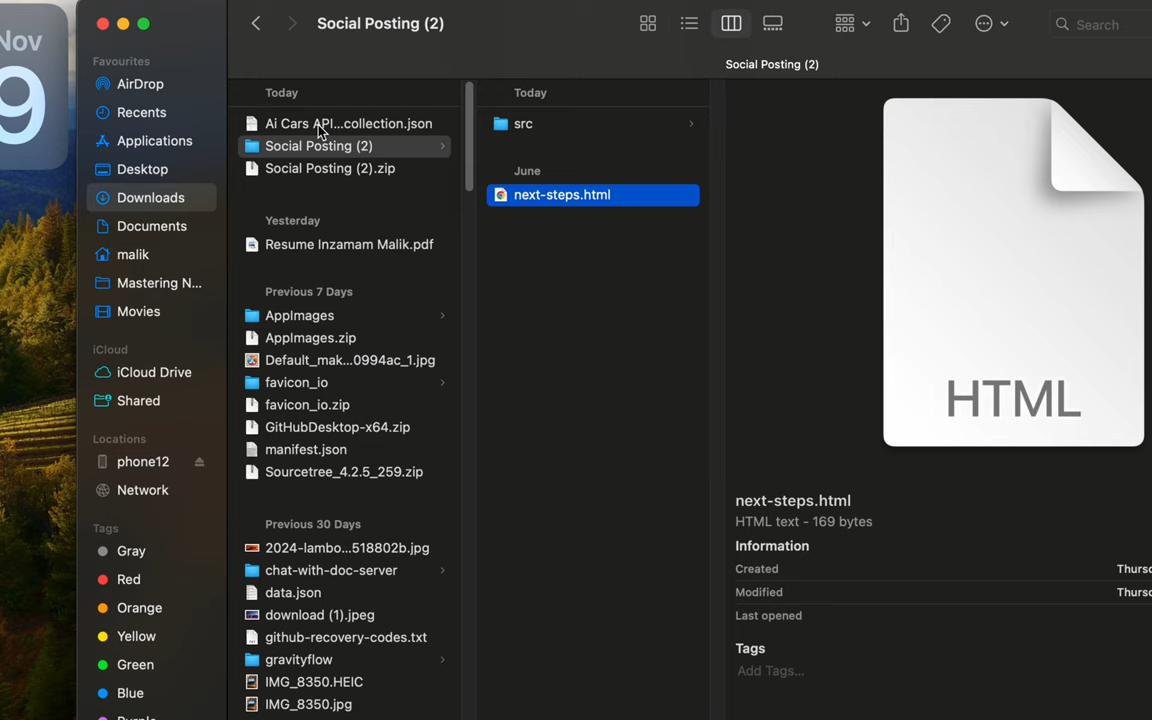 Nov
9
Social Posting (2)
Search
Social Posting (2)
Favourites
AirDrop
Recents
Applications
Desktop
Downloads
Documents
malik
Mastering N...
Movies
iCloud
iCloud Drive
Shared
Locations
phone12
Network
Tags
Gray
Red
Orange
Yellow
Green
Blue
Purple
Today
Ai Cars API...collection.json
Social Posting (2)
Social Posting (2).zip
Yesterday
Resume Inzamam Malik.pdf
Previous 7 Days
AppImages
AppImages.zip
Default_mak...0994ac_1.jpg
favicon_io
favicon_io.zip
GitHubDesktop-x64.zip
manifest.json
Sourcetree_4.2.5_259.zip
Previous 30 Days
2024-lambo...518802b.jpg
chat-with-doc-server
data.json
download (1).jpeg
github-recovery-codes.txt
gravityflow
IMG_8350.HEIC
IMG_8350.jpg
Today
src
June
next-steps.html
HTML
next-steps.html
HTML text - 169 bytes
Information
Created Thursd
Modified Thursd
Last opened
Tags
Add Tags...